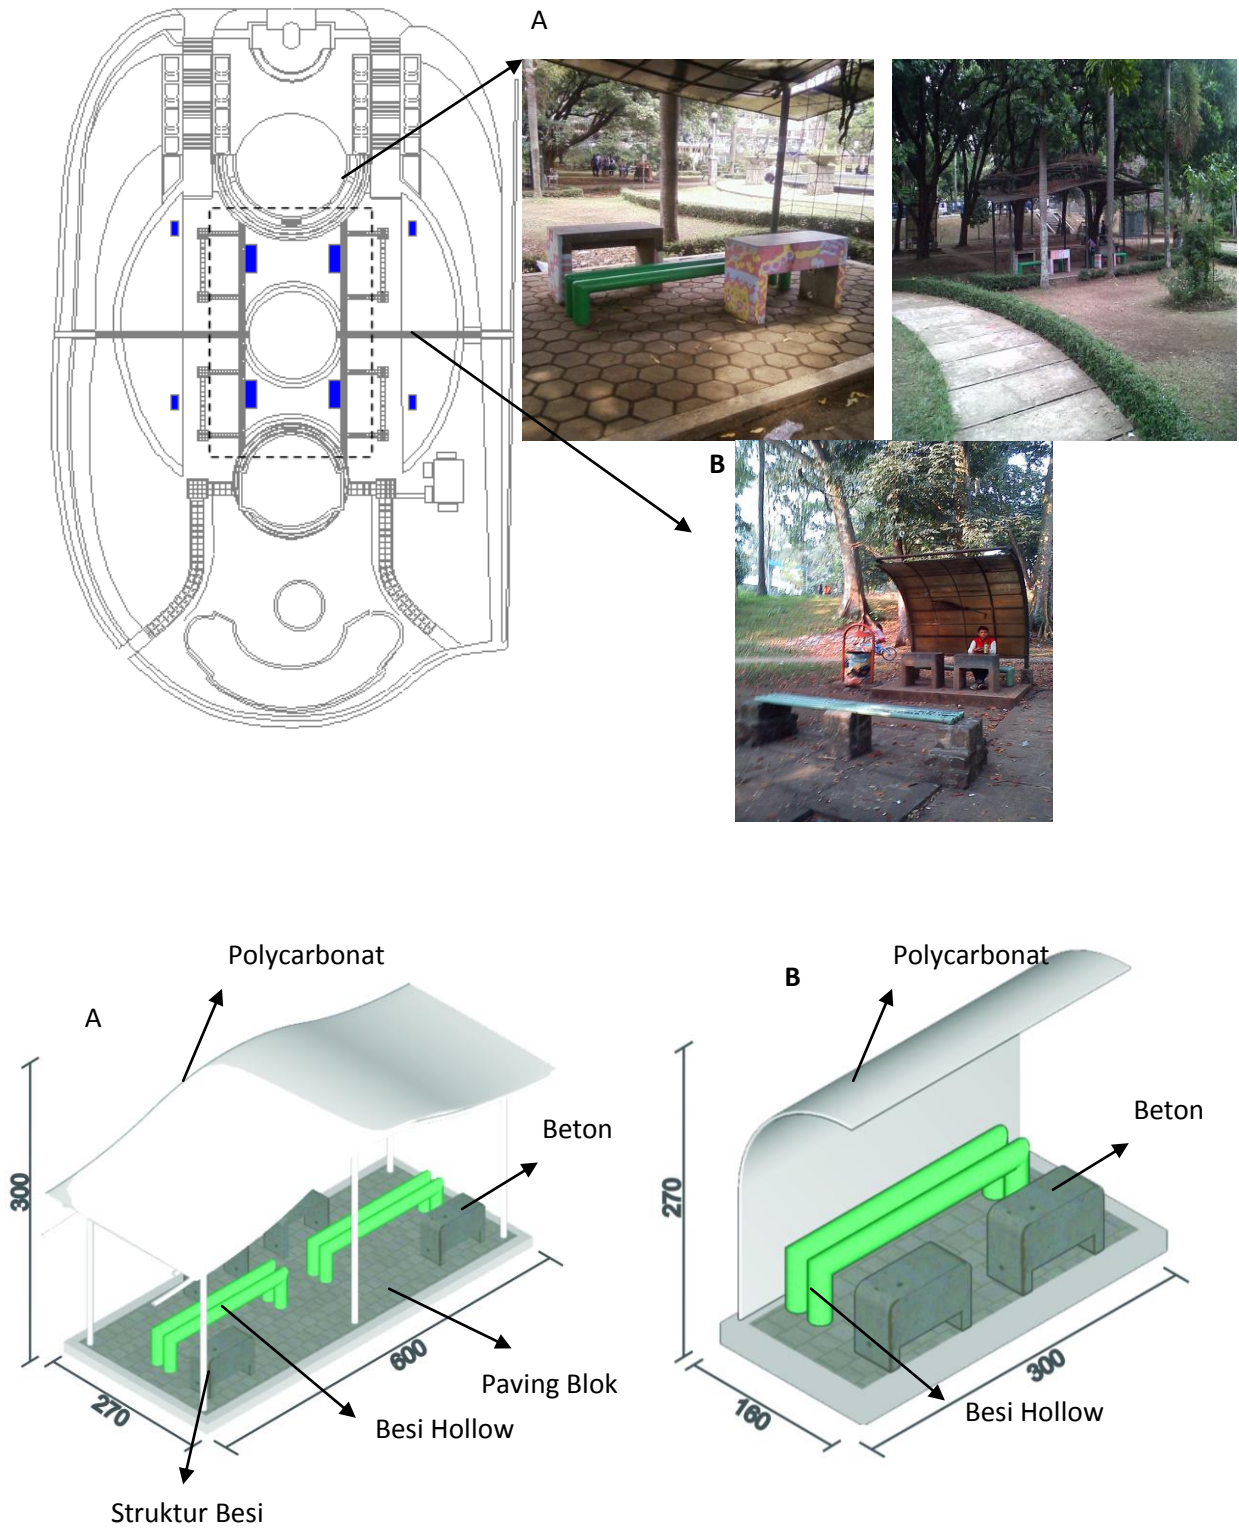 A
B
Polycarbonat
A
300
Beton
270
600
Paving Blok
Besi Hollow
Struktur Besi
Polycarbonat
B
270
Beton
300
160
Besi Hollow